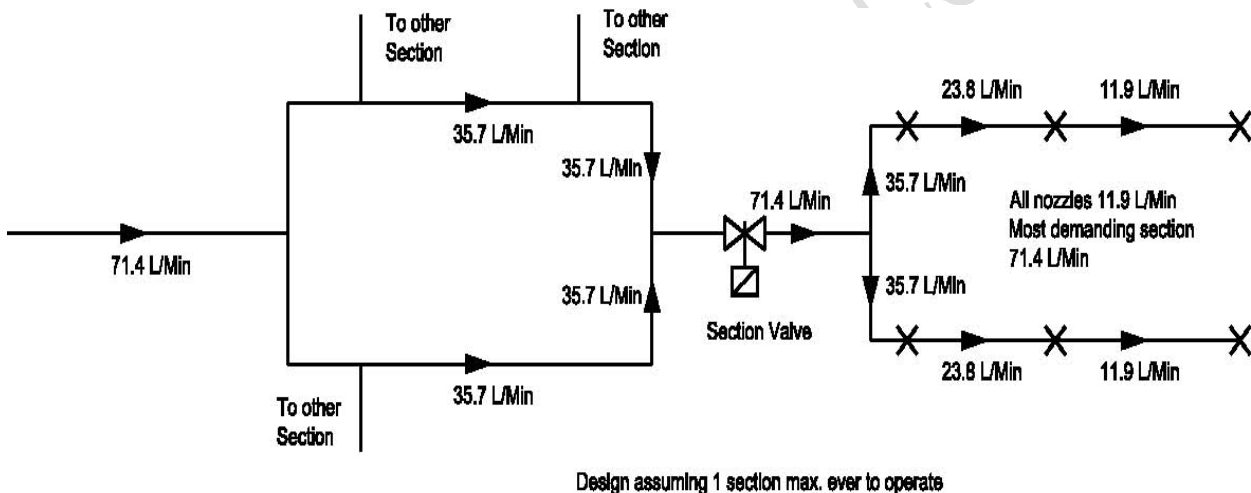 To other
Section
To other
Section
35.7 L/Min
35.7 L/Min
71.4 L/Min
35.7 L/Min
35.7 L/Min
To other
Section
71.4 L/Min
Section Valve
23.8 L/Min
11.9 L/Min
35.7 L/Min
All nozzles 11.9 L/Min
Most demanding section
71.4 L/Min
35.7 L/Min
23.8 L/Min
11.9 L/Min
Design assuming 1 section max. ever to operate